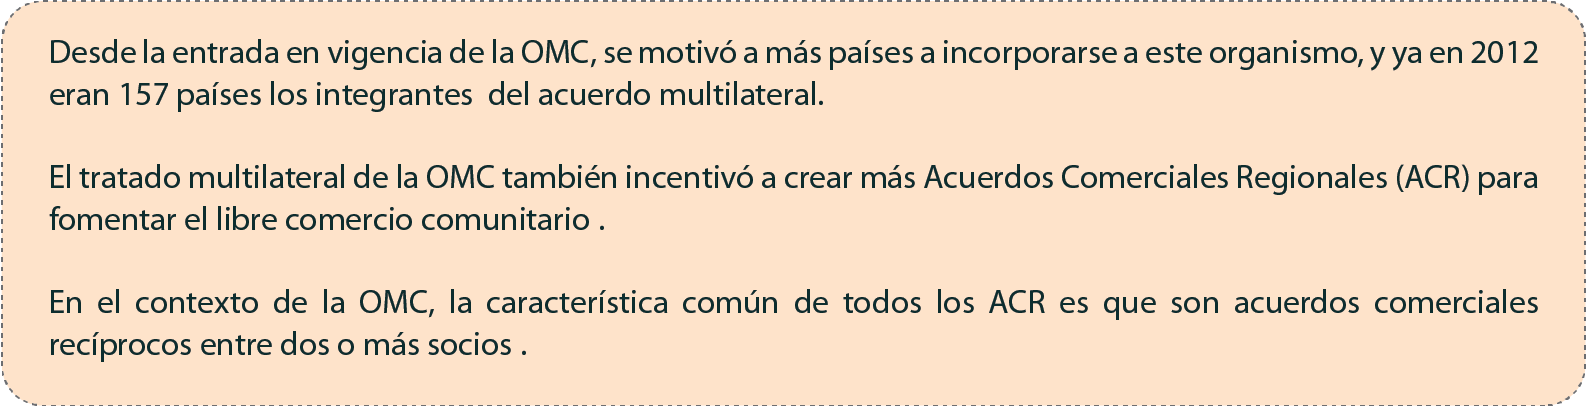 Desde la entrada en vigencia de la OMC, se motivó a más países a incorporarse a este organismo, y ya en 2012
eran 157 países los integrantes del acuerdo multilateral.
El tratado multilateral de la OMC también incentivó a crear más Acuerdos Comerciales Regionales (ACR) para
fomentar el libre comercio comunitario .
En el contexto de la OMC, la característica común de todos los ACR es que son acuerdos comerciales
recíprocos entre dos o más socios .